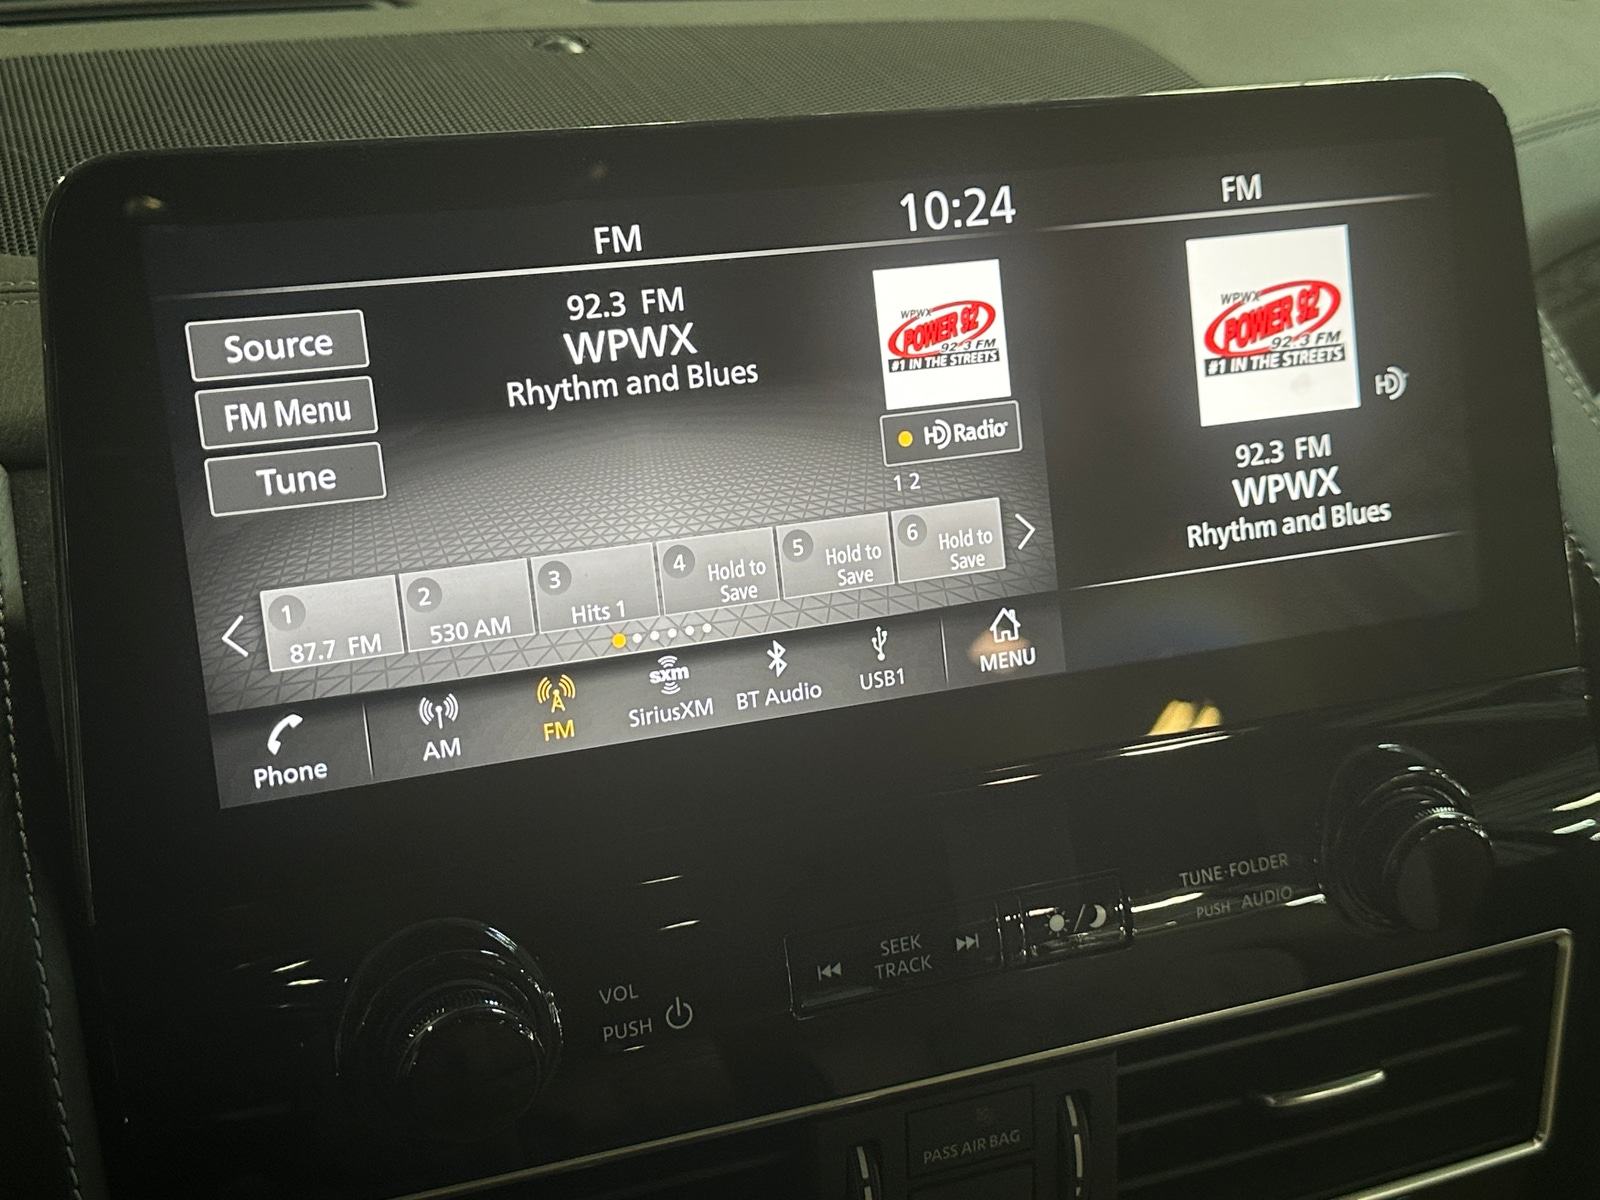 FM
10:24
FM
Source
FM Menu
Tune
92.3 FM
WPWX
Rhythm and Blues
WPWX
POWER 92
92.3 FM
#1 IN THE STREETS
HD Radio
1 2
WPWX
POWER 92
92.3 FM
#1 IN THE STREETS
HD
92.3 FM
WPWX
Rhythm and Blues
1
87.7 FM
2
530 AM
3
Hits 1
4
Hold to
Save
5
Hold to
Save
6
Hold to
Save
Phone
AM
FM
sxm
SiriusXM
BT Audio
USB1
MENU
VOL
PUSH
SEEK
TRACK
TUNE·FOLDER
PUSH AUDIO
PASS AIR BAG